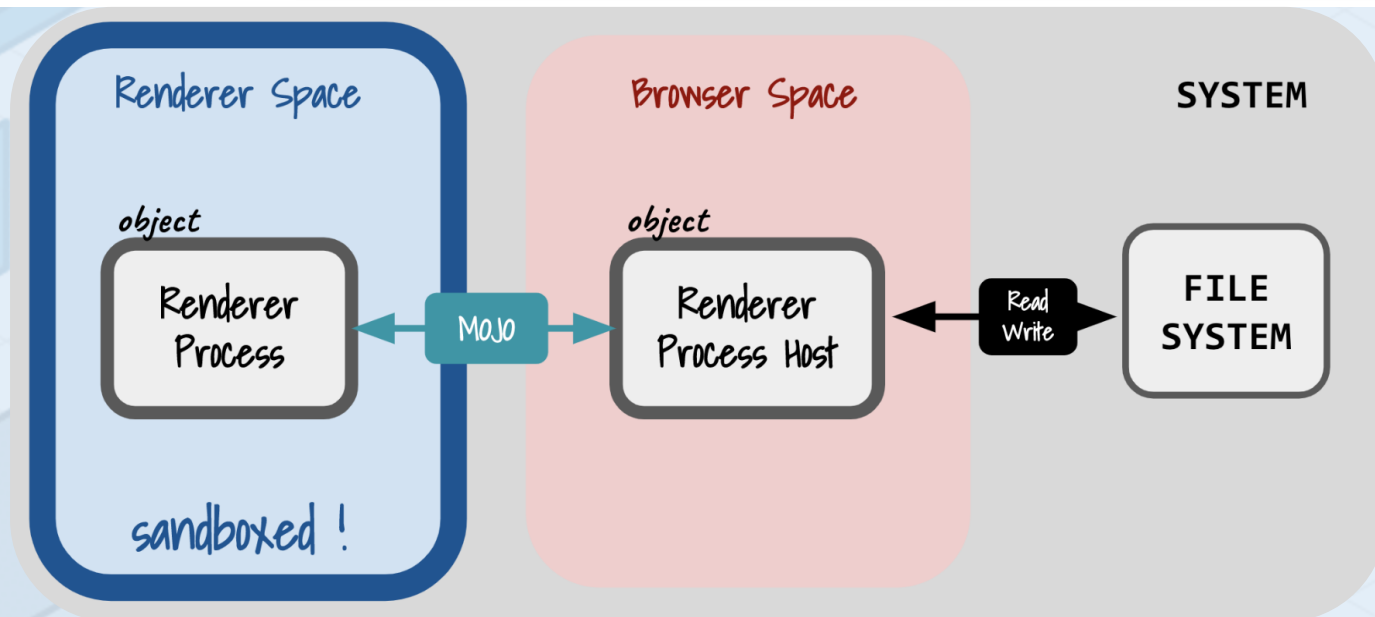 Renderer Space
Browser Space
SYSTEM
object
Renderer
Process
MOJO
object
Renderer
Process Host
Read
Write
FILE
SYSTEM
sandboxed !